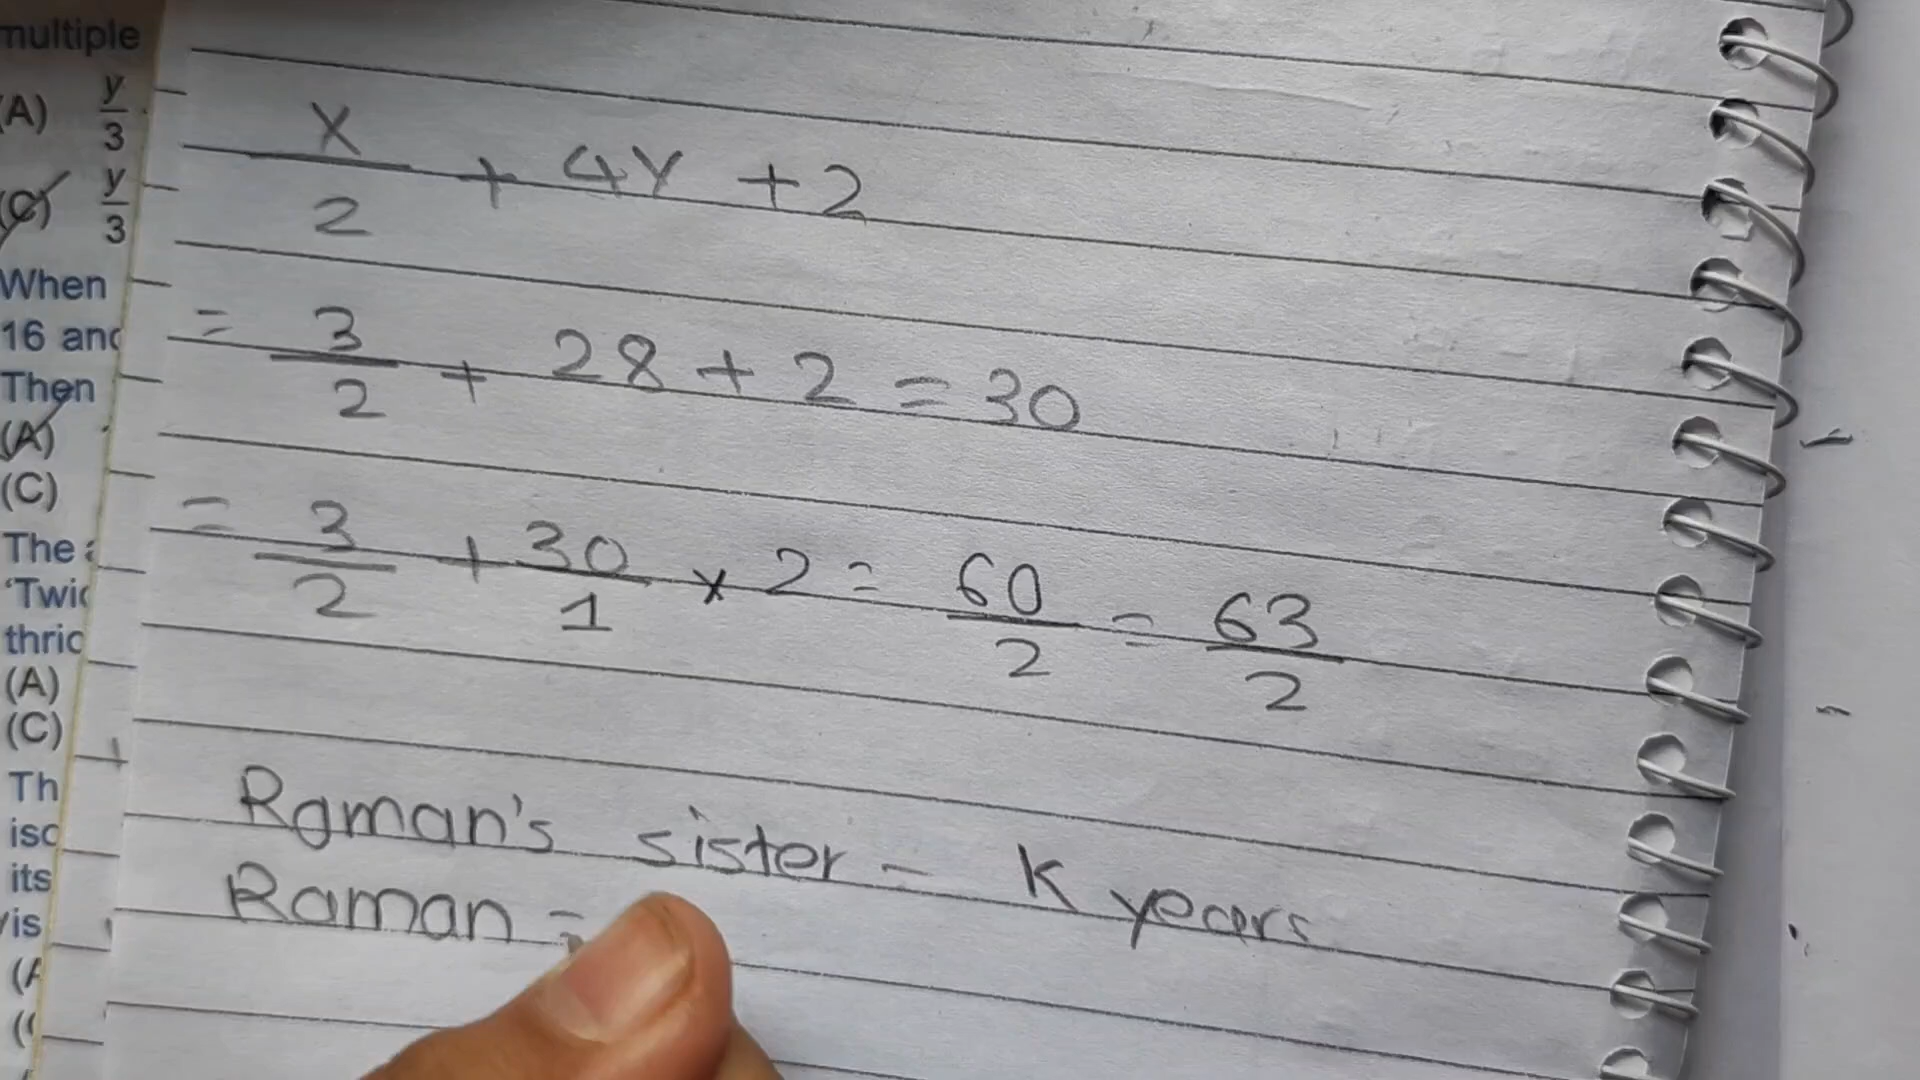 multiple
(A) y/3
(C) y/3
When
16 and
Then
(A)
(C)
The
‘Twic
thric
(A)
(C)
Th
isc
its
is
X/2 + 4Y + 2
= 3/2 + 28 + 2 = 30
= 3/2 + 30/1 × 2 = 60/2 = 63/2
Raman's sister – K years
Raman =